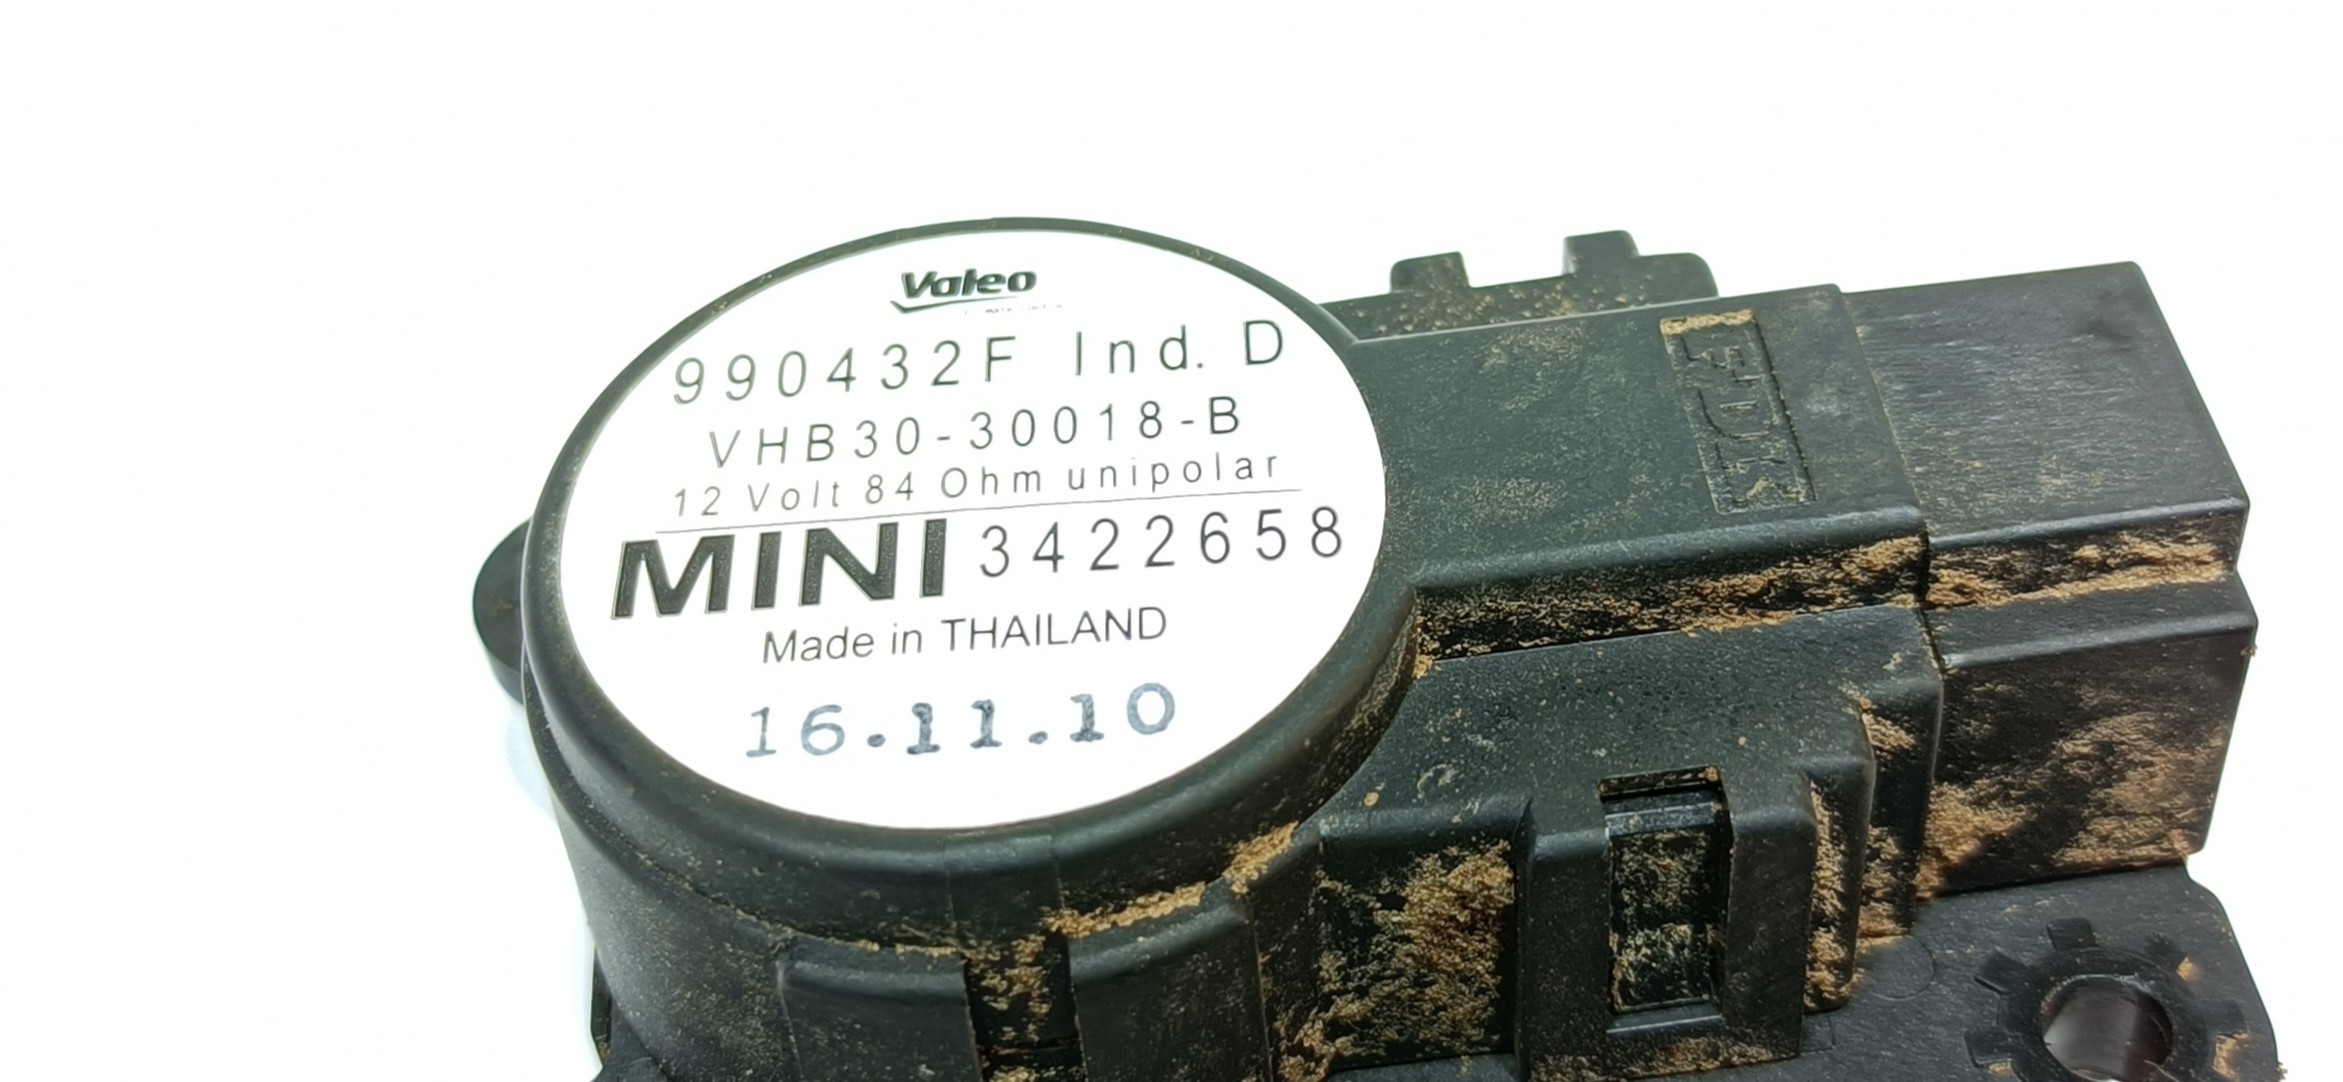 Valeo
990432F Ind. D
VHB30-30018-B
12 Volt 84 Ohm unipolar
MINI 3422658
Made in THAILAND
16.11.10